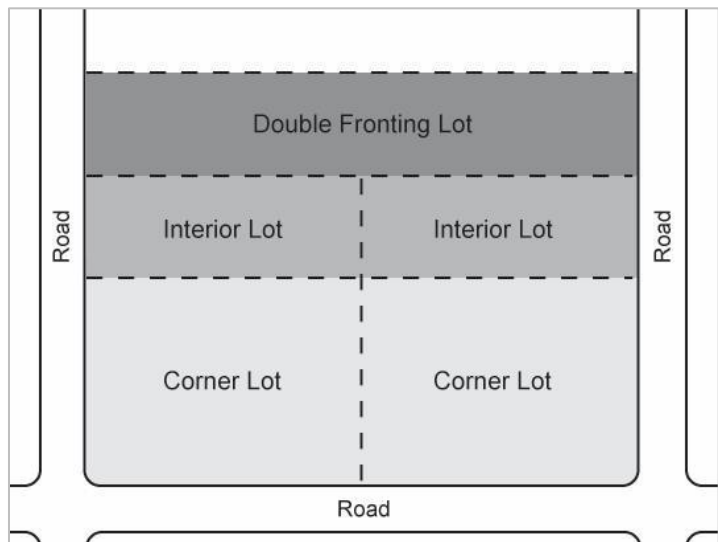 Double Fronting Lot
Interior Lot
Interior Lot
Road
Road
Corner Lot
Corner Lot
Road